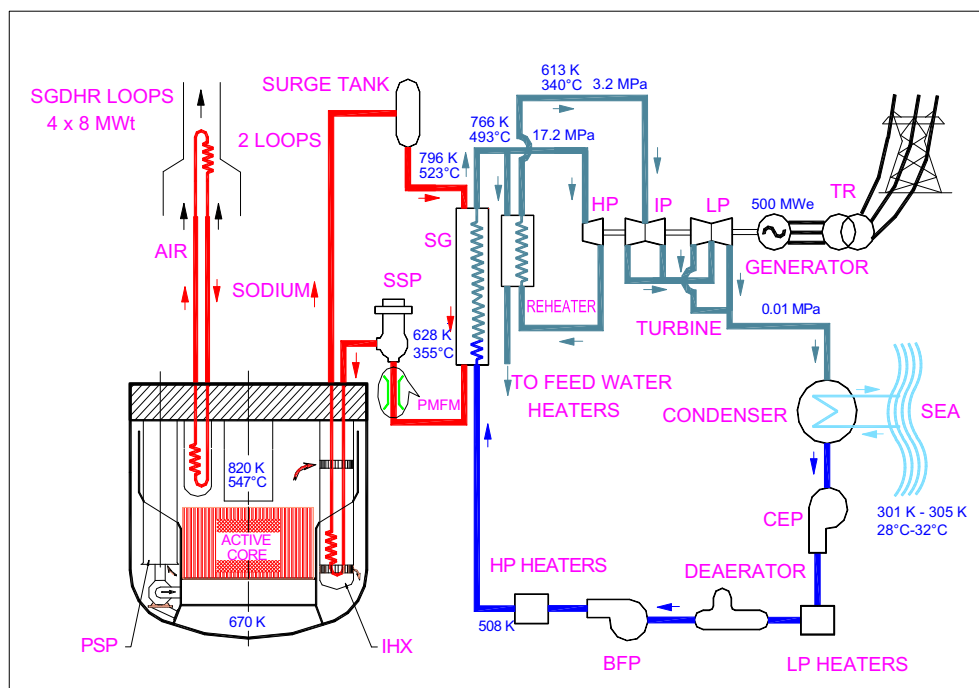 SGDHR LOOPS
4 x 8 MWt
SURGE TANK
2 LOOPS
613 K
340°C
3.2 MPa
766 K
493°C
17.2 MPa
796 K
523°C
TR
HP
IP
LP
500 MWe
SG
AIR
SODIUM
SSP
GENERATOR
REHEATER
0.01 MPa
TURBINE
628 K
355°C
PMFM
TO FEED WATER
HEATERS
CONDENSER
SEA
820 K
547°C
ACTIVE
CORE
301 K - 305 K
28°C-32°C
CEP
HP HEATERS
DEAERATOR
508 K
670 K
PSP
IHX
BFP
LP HEATERS